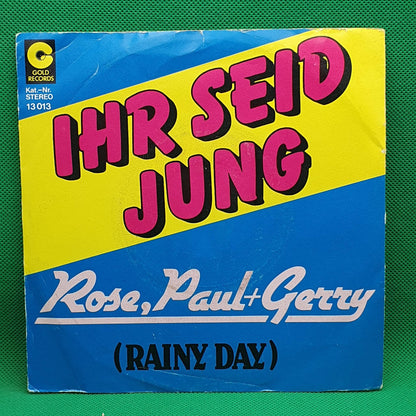 G
GOLD
RECORDS
Kat.-Nr.
STEREO
13 013
IHR SEID
JUNG
Rose, Paul + Gerry
(RAINY DAY)